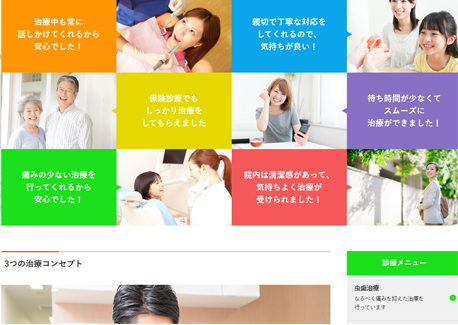 治療中も常に
話しかけてくれるから
安心でした！
親切で丁寧な対応を
してくれるので、
気持ちが良い！
保険診療でも
しっかり治療を
してもらえました
待ち時間が少なくて
スムーズに
治療ができました！
痛みの少ない治療を
行ってくれるから
安心でした！
院内は清潔感があって、
気持ちよく治療が
受けられました！
3つの治療コンセプト
診療メニュー
虫歯治療
なるべく痛みを抑えた治療を
行っています